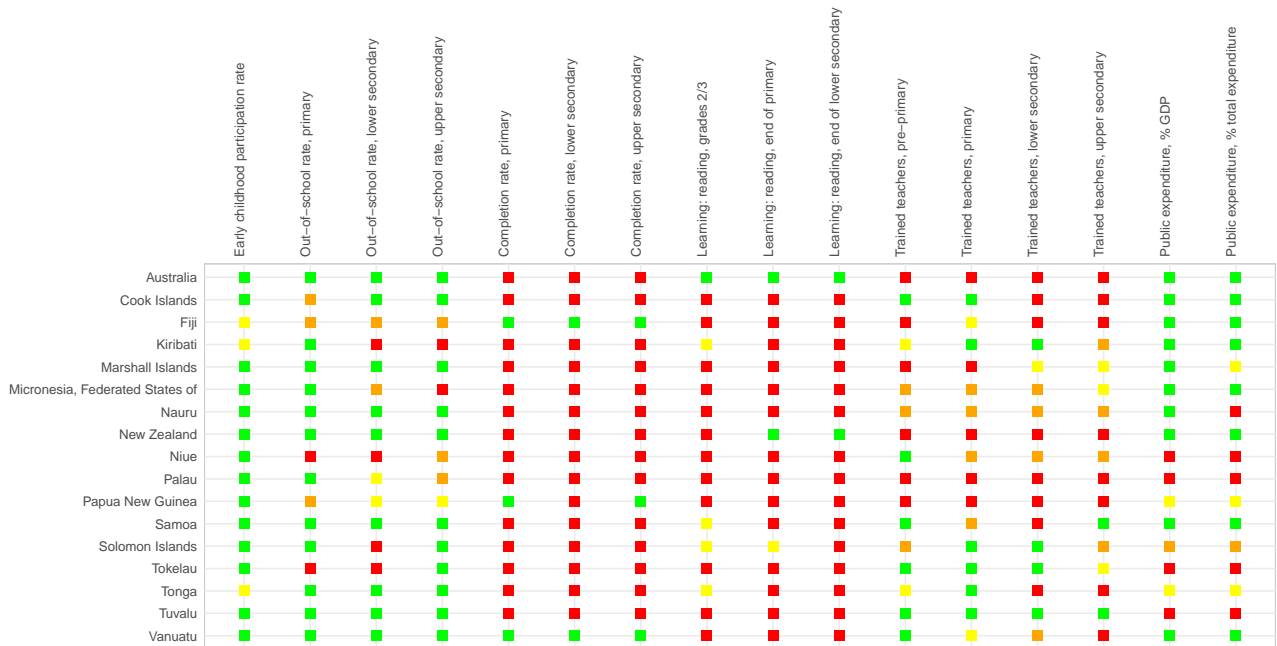 Early childhood participation rate
Out−of−school rate, primary
Out−of−school rate, lower secondary
Out−of−school rate, upper secondary
Completion rate, primary
Completion rate, lower secondary
Completion rate, upper secondary
Learning: reading, grades 2/3
Learning: reading, end of primary
Learning: reading, end of lower secondary
Trained teachers, pre−primary
Trained teachers, primary
Trained teachers, lower secondary
Trained teachers, upper secondary
Public expenditure, % GDP
Public expenditure, % total expenditure
Australia
Cook Islands
Fiji
Kiribati
Marshall Islands
Micronesia, Federated States of
Nauru
New Zealand
Niue
Palau
Papua New Guinea
Samoa
Solomon Islands
Tokelau
Tonga
Tuvalu
Vanuatu